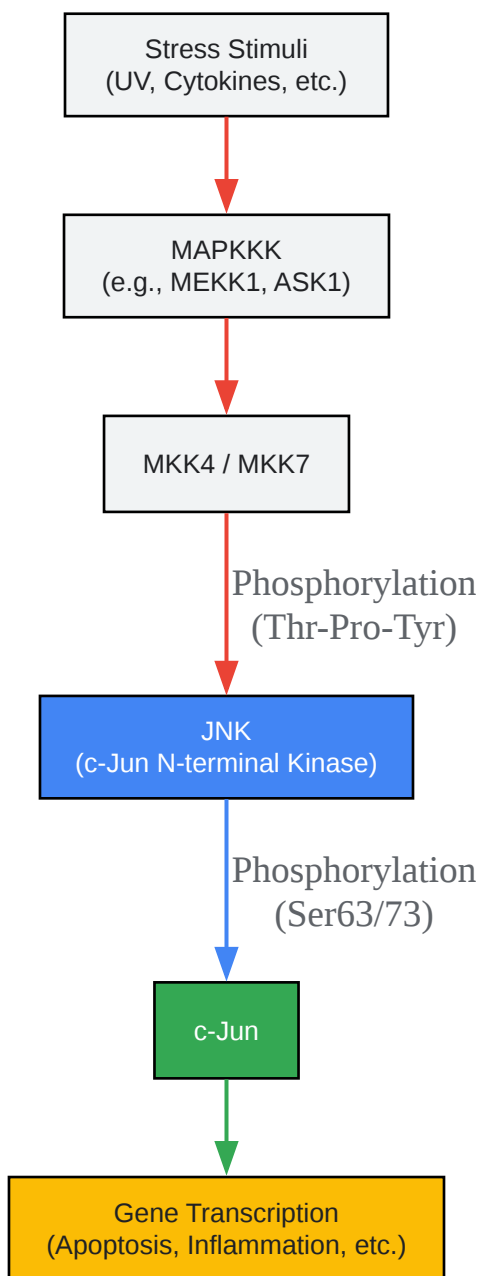 Stress Stimuli
(UV, Cytokines, etc.)
MAPKKK
(e.g., MEKK1, ASK1)
MKK4 / MKK7
Phosphorylation
(Thr-Pro-Tyr)
JNK
(c-Jun N-terminal Kinase)
Phosphorylation
(Ser63/73)
c-Jun
Gene Transcription
(Apoptosis, Inflammation, etc.)